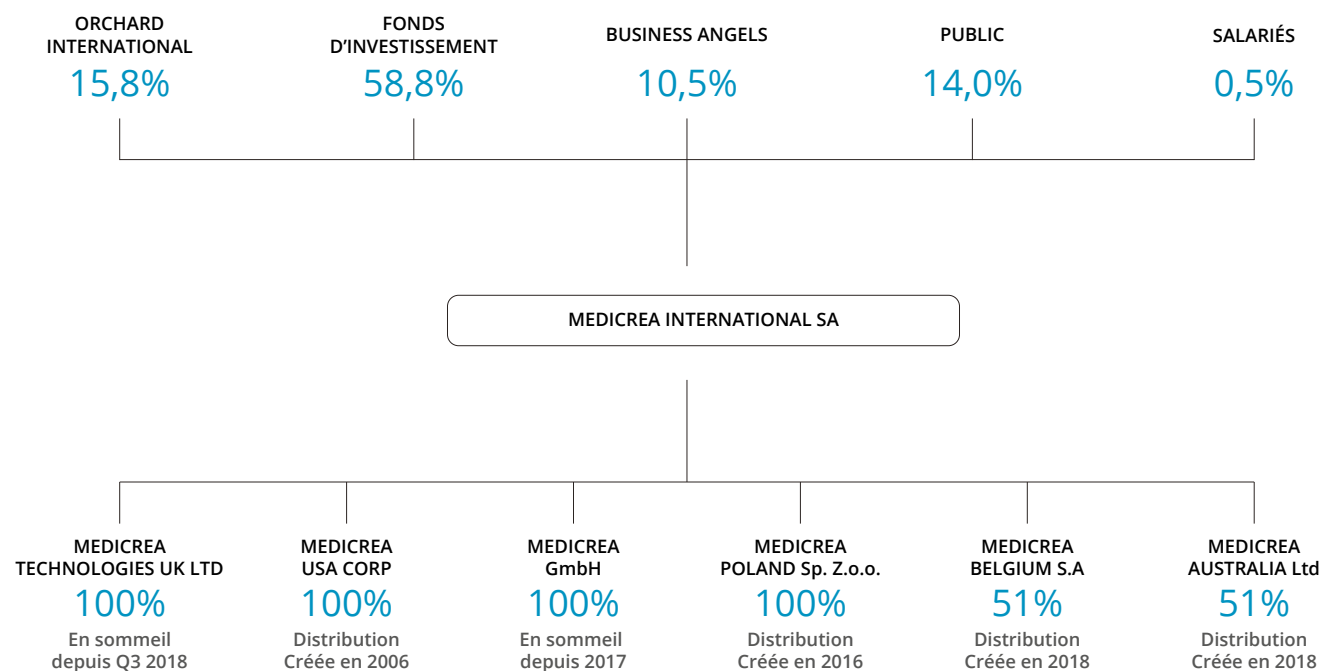 ORCHARD
INTERNATIONAL
15,8%
FONDS
D'INVESTISSEMENT
58,8%
BUSINESS ANGELS
10,5%
PUBLIC
14,0%
SALARIÉS
0,5%
MEDICREA INTERNATIONAL SA
MEDICREA
TECHNOLOGIES UK LTD
100%
En sommeil
depuis Q3 2018
MEDICREA
USA CORP
100%
Distribution
Créée en 2006
MEDICREA
GmbH
100%
En sommeil
depuis 2017
MEDICREA
POLAND Sp. Z.o.o.
100%
Distribution
Créée en 2016
MEDICREA
BELGIUM S.A
51%
Distribution
Créée en 2018
MEDICREA
AUSTRALIA Ltd
51%
Distribution
Créée en 2018